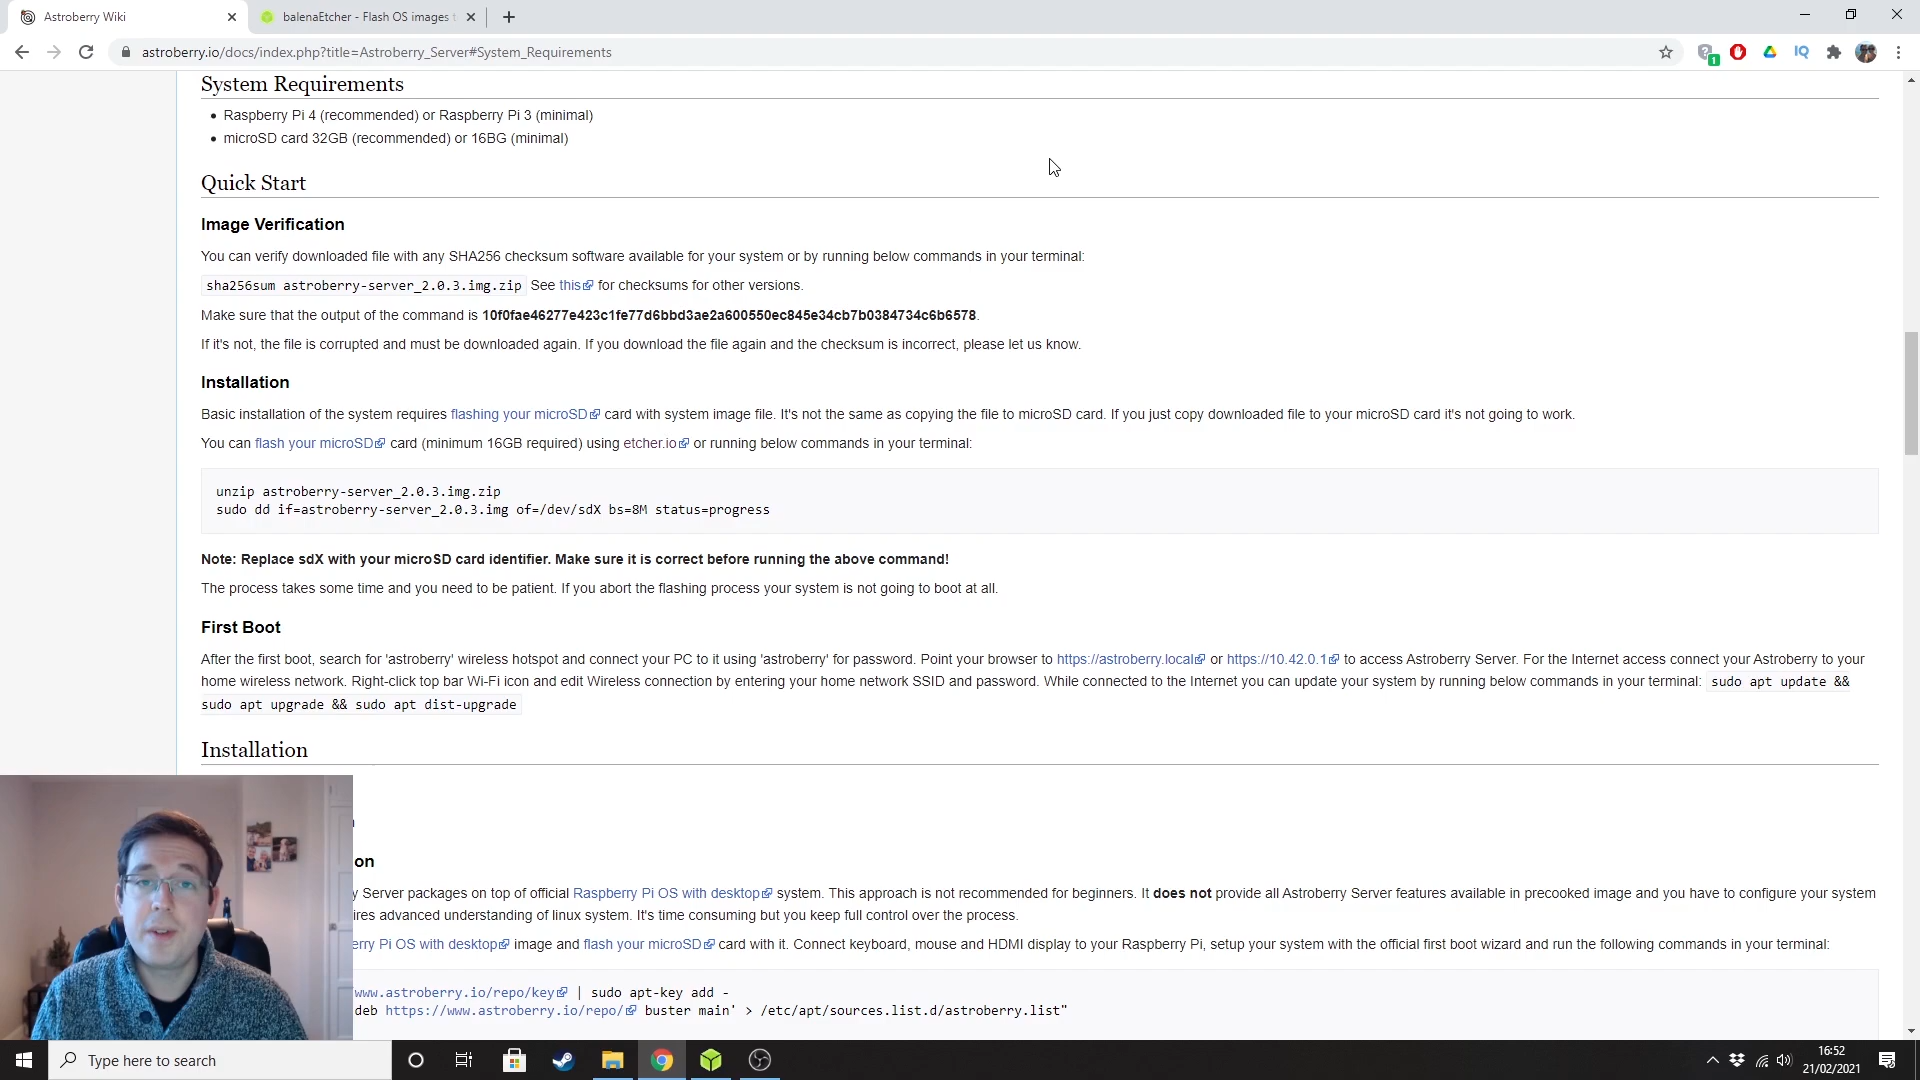 Astroberry Wiki
balenaEtcher - Flash OS images t
astroberry.io/docs/index.php?title=Astroberry_Server#System_Requirements
1
IQ
System Requirements
Raspberry Pi 4 (recommended) or Raspberry Pi 3 (minimal)
microSD card 32GB (recommended) or 16BG (minimal)
Quick Start
Image Verification
You can verify downloaded file with any SHA256 checksum software available for your system or by running below commands in your terminal:
sha256sum astroberry-server_2.0.3.img.zip See this for checksums for other versions.
Make sure that the output of the command is 10f0fae46277e423c1fe77d6bbd3ae2a600550ec845e34cb7b0384734c6b6578.
If it's not, the file is corrupted and must be downloaded again. If you download the file again and the checksum is incorrect, please let us know.
Installation
Basic installation of the system requires flashing your microSD card with system image file. It's not the same as copying the file to microSD card. If you just copy downloaded file to your microSD card it's not going to work.
You can flash your microSD card (minimum 16GB required) using etcher.io or running below commands in your terminal:
unzip astroberry-server_2.0.3.img.zip
sudo dd if=astroberry-server_2.0.3.img of=/dev/sdX bs=8M status=progress
Note: Replace sdX with your microSD card identifier. Make sure it is correct before running the above command!
The process takes some time and you need to be patient. If you abort the flashing process your system is not going to boot at all.
First Boot
After the first boot, search for 'astroberry' wireless hotspot and connect your PC to it using 'astroberry' for password. Point your browser to https://astroberry.local or https://10.42.0.1 to access Astroberry Server. For the Internet access connect your Astroberry to your
home wireless network. Right-click top bar Wi-Fi icon and edit Wireless connection by entering your home network SSID and password. While connected to the Internet you can update your system by running below commands in your terminal: sudo apt update &&
sudo apt upgrade && sudo apt dist-upgrade
Installation
on
y Server packages on top of official Raspberry Pi OS with desktop system. This approach is not recommended for beginners. It does not provide all Astroberry Server features available in precooked image and you have to configure your system
ires advanced understanding of linux system. It's time consuming but you keep full control over the process.
erry Pi OS with desktop image and flash your microSD card with it. Connect keyboard, mouse and HDMI display to your Raspberry Pi, setup your system with the official first boot wizard and run the following commands in your terminal:
www.astroberry.io/repo/key | sudo apt-key add -
deb https://www.astroberry.io/repo/ buster main' > /etc/apt/sources.list.d/astroberry.list"
Type here to search
16:52
21/02/2021